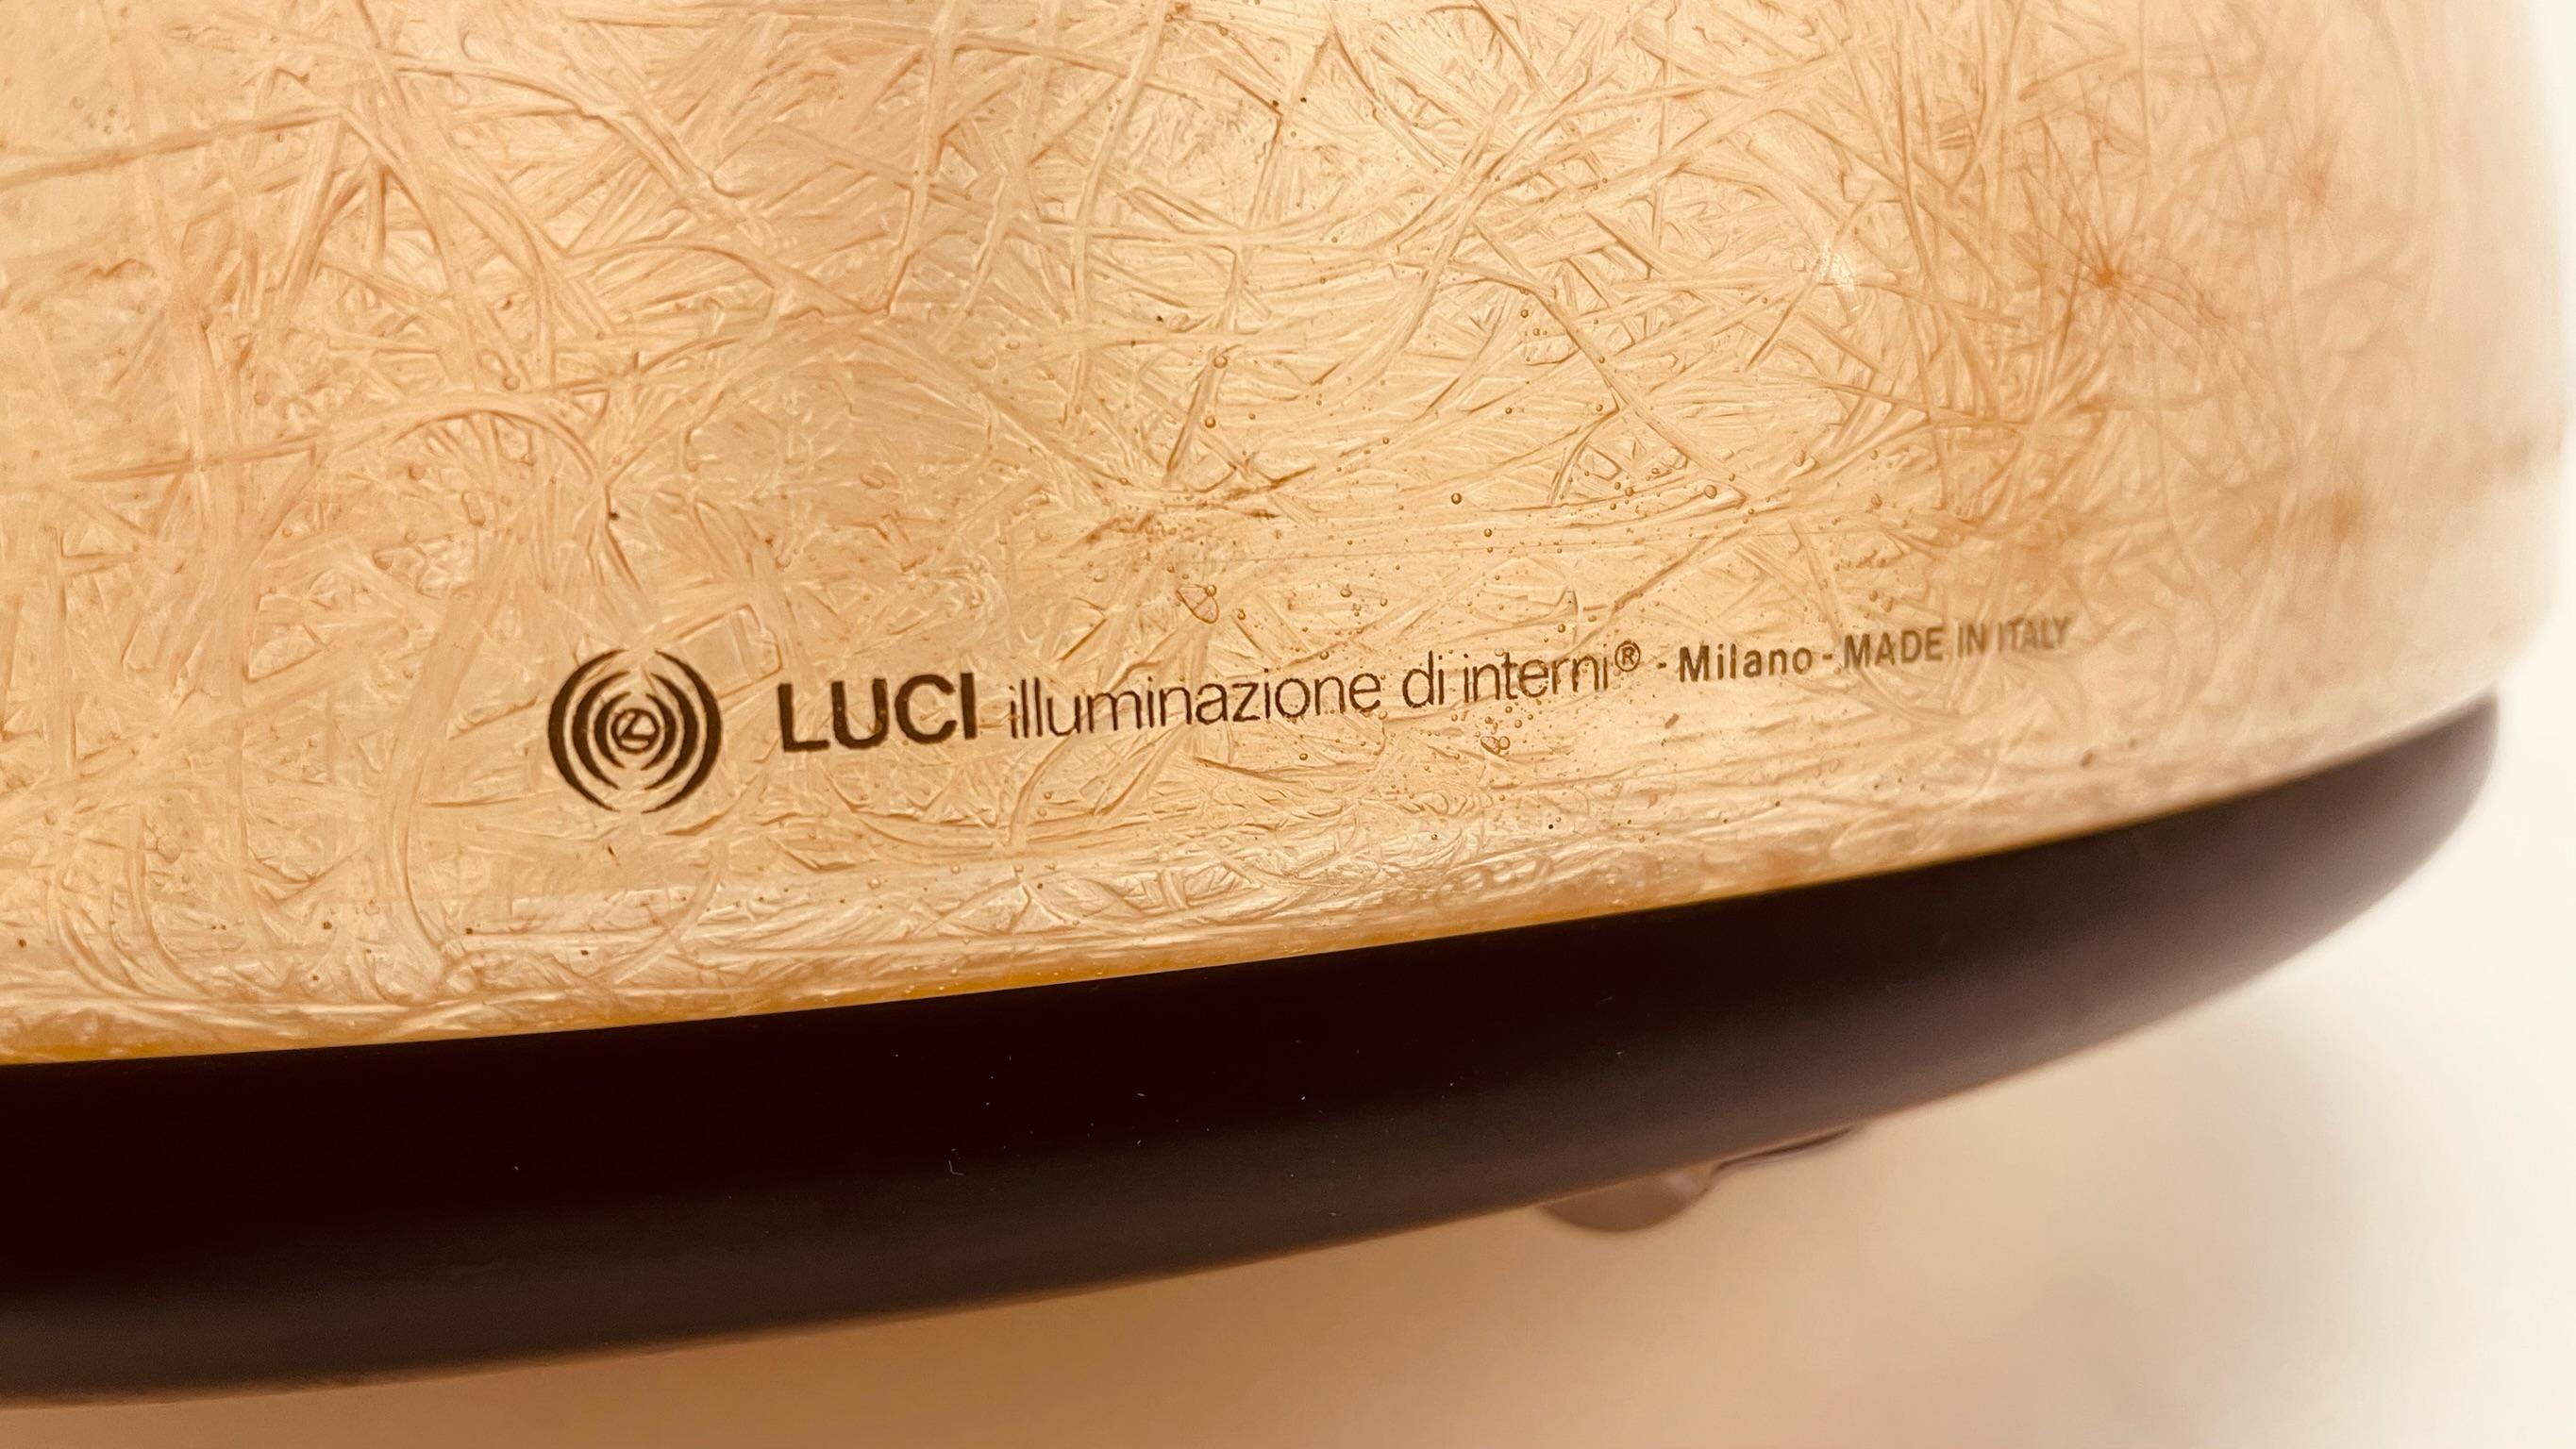 LUCI illuminazione di interni® - Milano - MADE IN ITALY